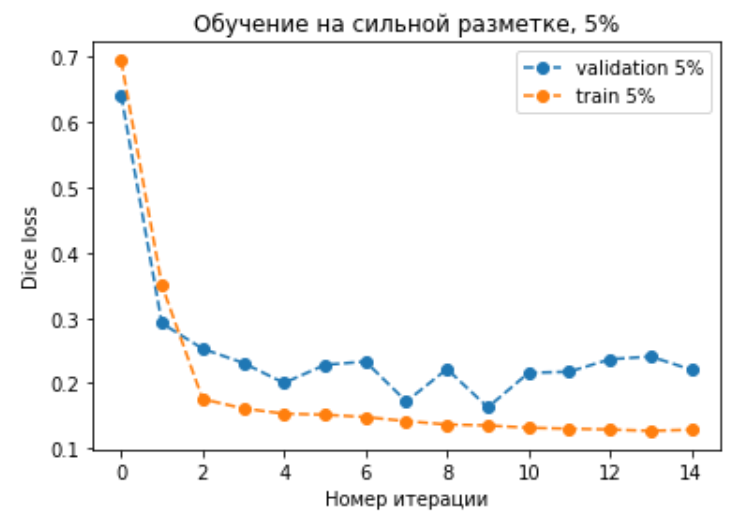 Обучение на сильной разметке, 5%
validation 5%
train 5%
Dice loss
0.7
0.6
0.5
0.4
0.3
0.2
0.1
0 2 4 6 8 10 12 14
Номер итерации